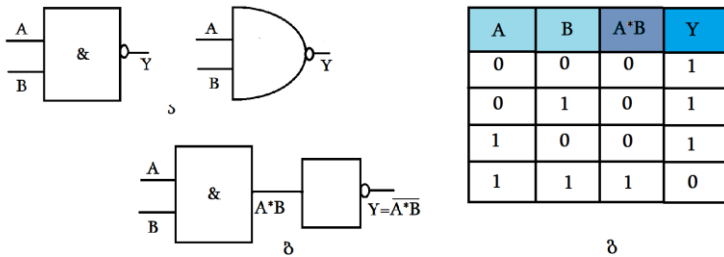 A
&
B
Y
A
B
Y
ა
A
&
B
A*B
Y=A*B
ბ
A B A*B Y
0 0 0 1
0 1 0 1
1 0 0 1
1 1 1 0
გ